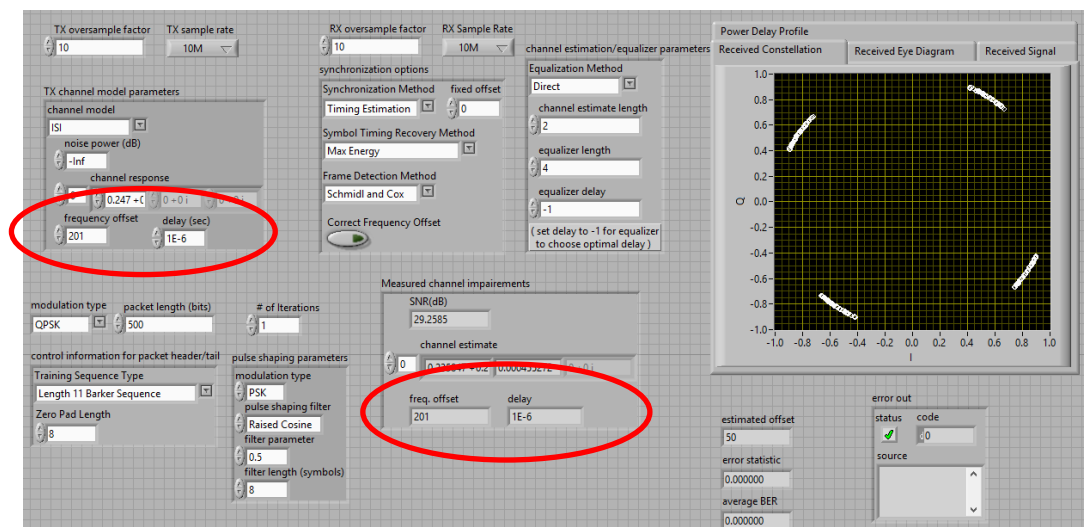 TX oversample factor
10
TX sample rate
10M
TX channel model parameters
channel model
ISI
noise power (dB)
-Inf
channel response
0.247 +0 0 +0 i
frequency offset
201
delay (sec)
1E-6
RX oversample factor
10
RX Sample Rate
10M
synchronization options
Synchronization Method
Timing Estimation
fixed offset
0
Symbol Timing Recovery Method
Max Energy
Frame Detection Method
Schmidl and Cox
Correct Frequency Offset
channel estimation/equalizer parameters
Equalization Method
Direct
channel estimate length
2
equalizer length
4
equalizer delay
-1
( set delay to -1 for equalizer
to choose optimal delay )
Power Delay Profile
Received Constellation
Received Eye Diagram
Received Signal
1.0
0.8
0.6
0.4
0.2
0.0
-0.2
-0.4
-0.6
-0.8
-1.0
Q
-1.0 -0.8 -0.6 -0.4 -0.2 0.0 0.2 0.4 0.6 0.8 1.0
I
modulation type
QPSK
packet length (bits)
500
# of Iterations
1
control information for packet header/tail
Training Sequence Type
Length 11 Barker Sequence
Zero Pad Length
8
pulse shaping parameters
modulation type
PSK
pulse shaping filter
Raised Cosine
filter parameter
0.5
filter length (symbols)
8
Measured channel impairements
SNR(dB)
29.2585
channel estimate
0
0 +0 i
freq. offset
201
delay
1E-6
estimated offset
50
error statistic
0.000000
average BER
0.000000
error out
status
code
d0
source